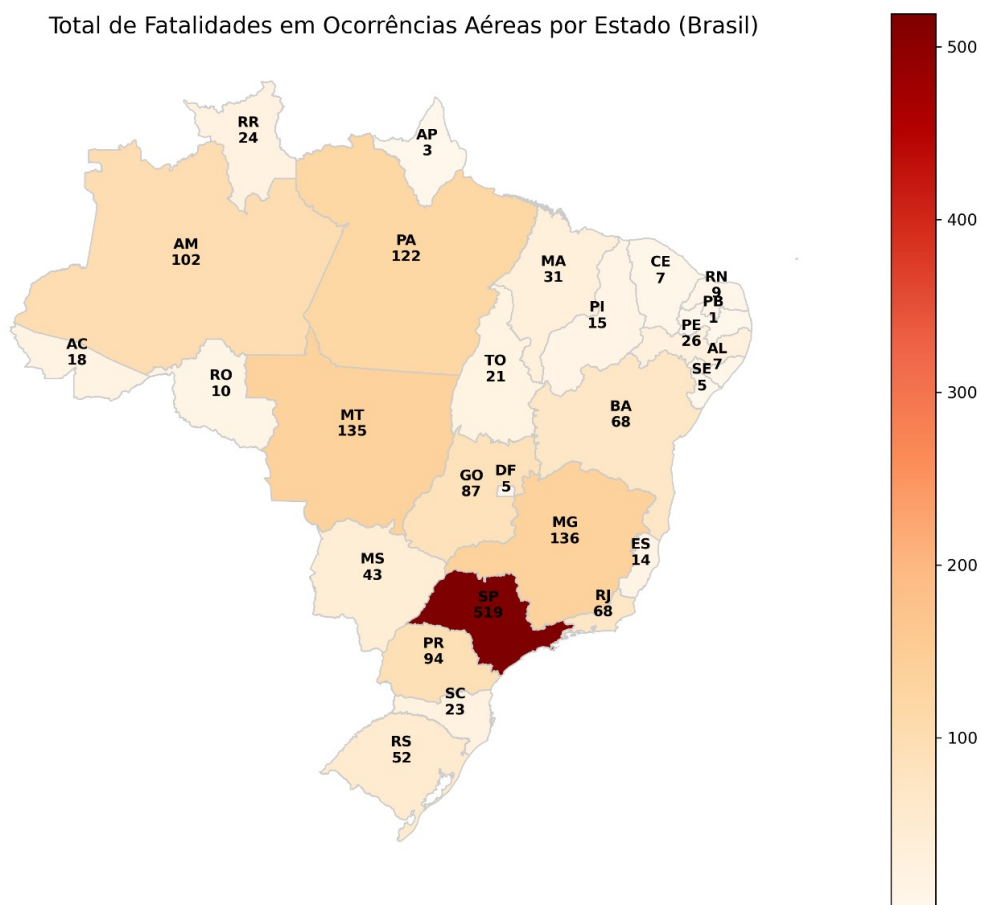 Total de Fatalidades em Ocorrências Aéreas por Estado (Brasil)
500
400
300
200
100
RR
24
AP
3
AM
102
PA
122
MA
31
CE
7
RN
9
PB
1
PI
15
PE
26
AL
7
SE
5
AC
18
RO
10
TO
21
MT
135
BA
68
GO
87
DF
5
MG
136
ES
14
MS
43
SP
519
RJ
68
PR
94
SC
23
RS
52